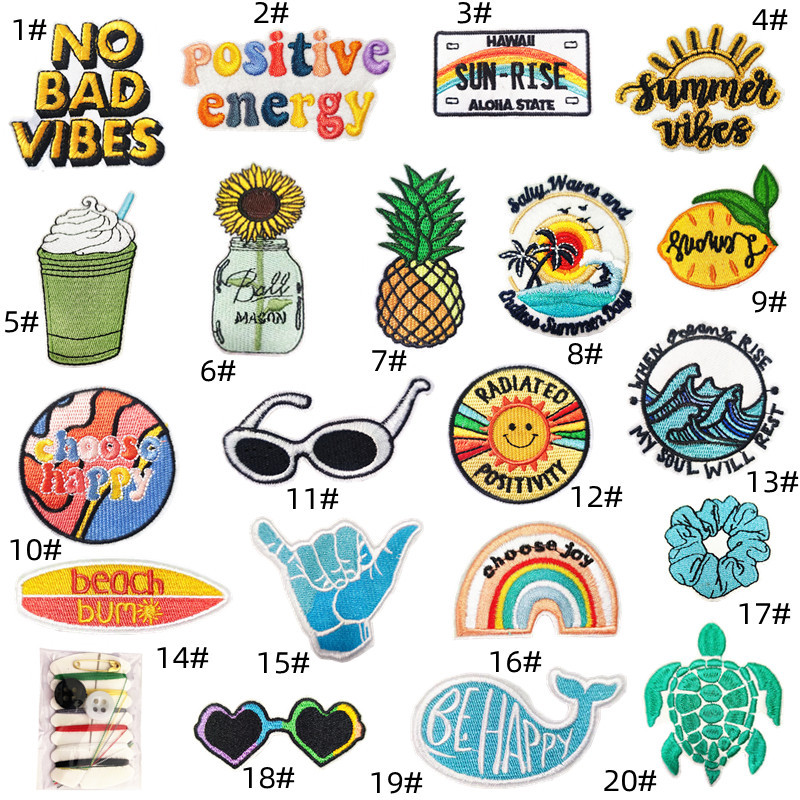 1#
NO
BAD
VIBES
2#
positive
energy
3#
HAWAII
SUN-RISE
ALOHA STATE
4#
summer
vibes
5#
6#
Ball
MASON
7#
8#
Salty Waves and
Endless Summer Days
9#
Lemons
10#
choose
happy
11#
12#
RADIATED
POSITIVITY
13#
WHEN OCEANS RISE
MY SOUL WILL REST
14#
beach
bum
15#
16#
choose joy
17#
18#
19#
BE HAPPY
20#